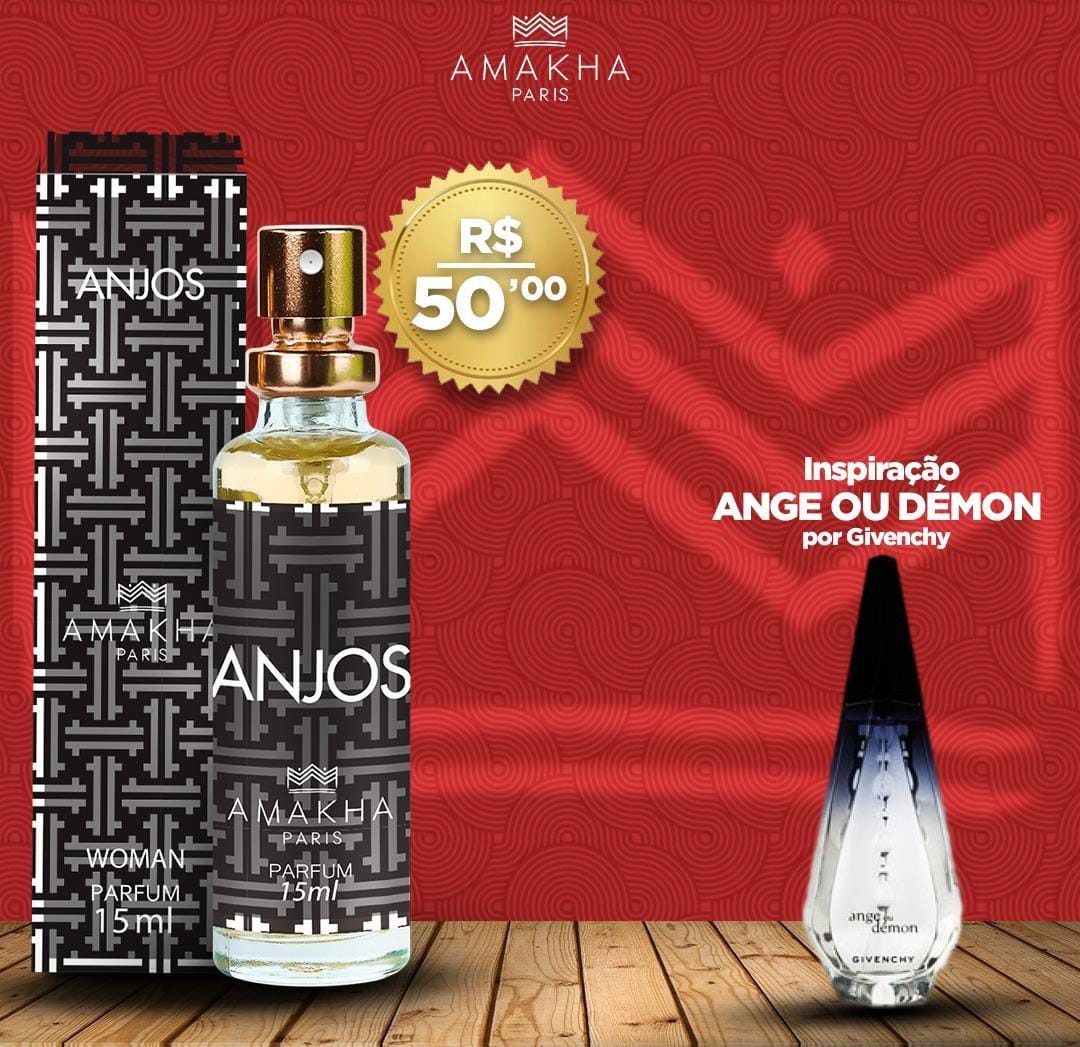 AMAKHA
PARIS
ANJOS
AMAKHA
PARIS
WOMAN
PARFUM
15ml
ANJOS
AMAKHA
PARIS
PARFUM
15ml
R$
50,00
Inspiração
ANGE OU DÉMON
por Givenchy
ange ou
démon
GIVENCHY